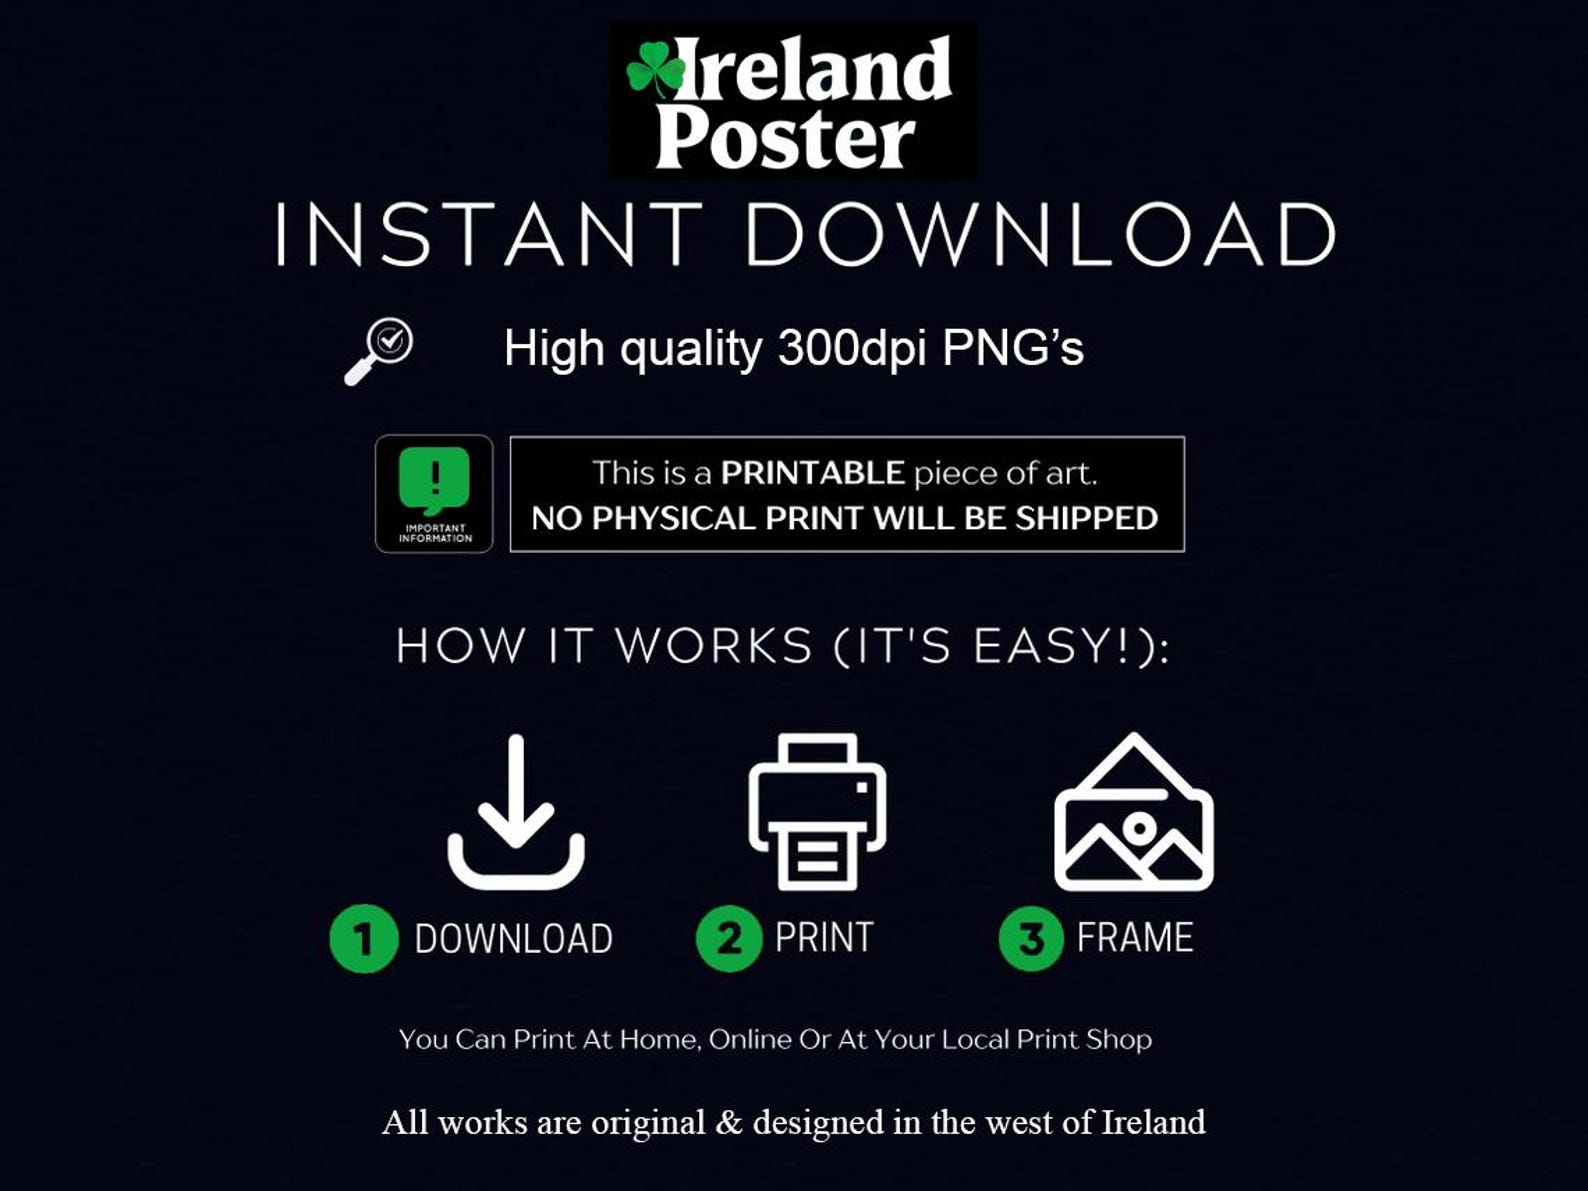 Ireland
Poster
INSTANT DOWNLOAD
High quality 300dpi PNG’s
!
IMPORTANT
INFORMATION
This is a PRINTABLE piece of art.
NO PHYSICAL PRINT WILL BE SHIPPED
HOW IT WORKS (IT'S EASY!):
1 DOWNLOAD
2 PRINT
3 FRAME
You Can Print At Home, Online Or At Your Local Print Shop
All works are original & designed in the west of Ireland